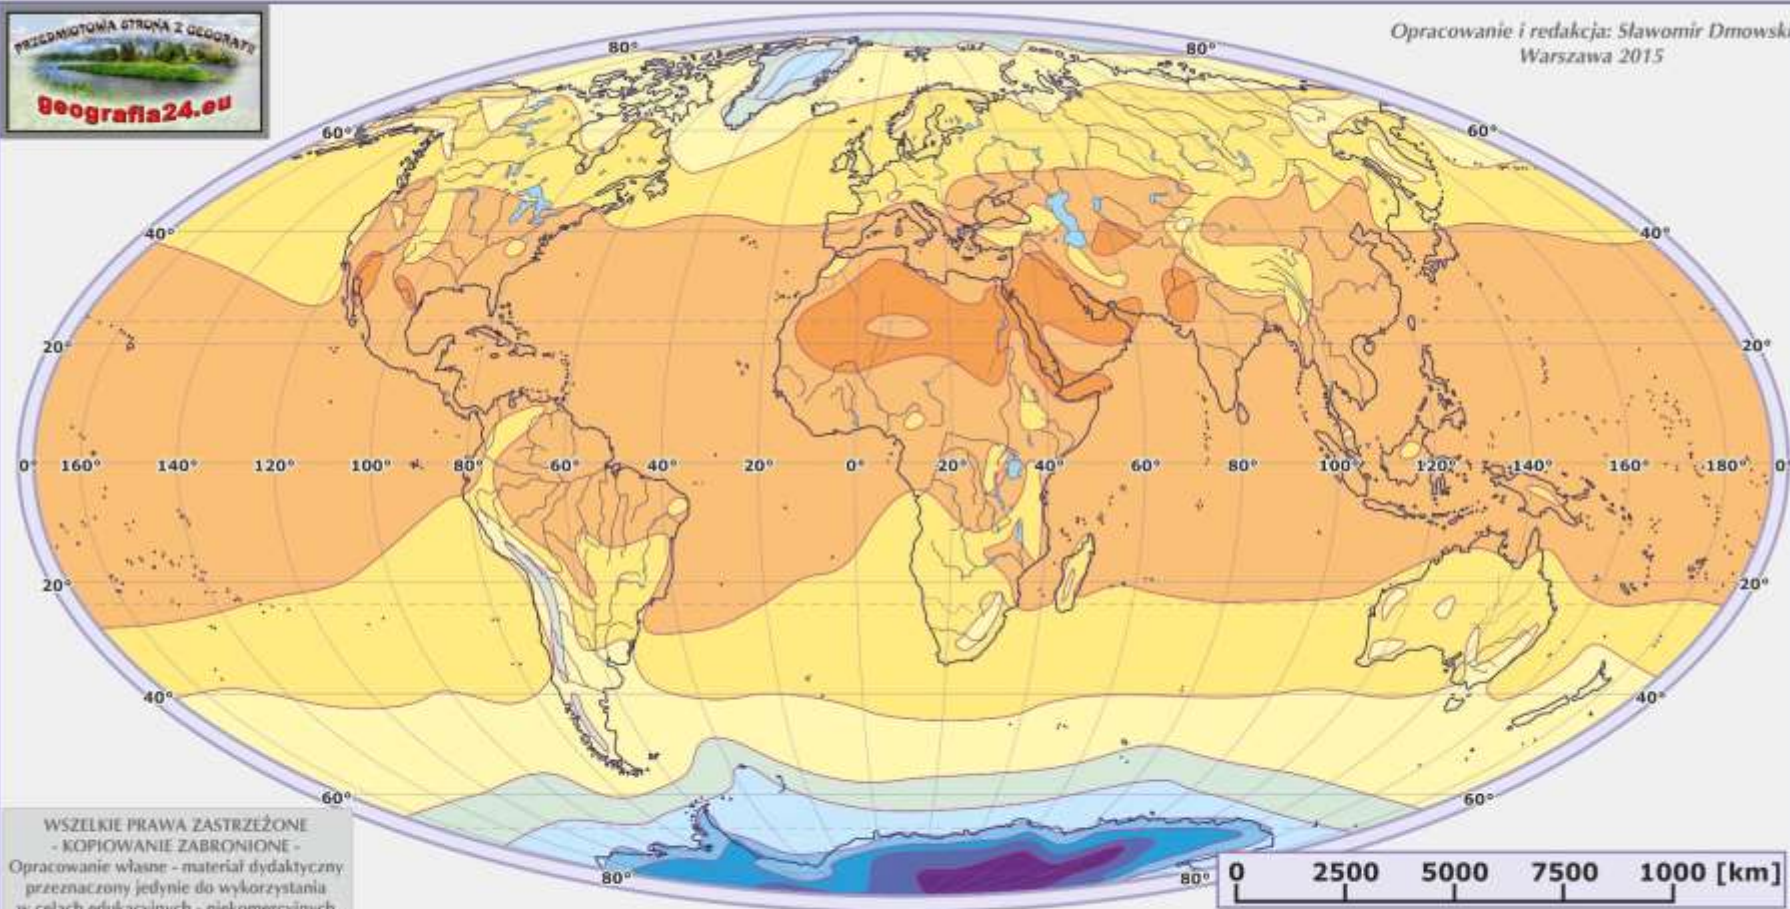 PRZEDMIOTOWA STRONA Z GEOGRAFII
geografia24.eu
Opracowanie i redakcja: Sławomir Dmowski
Warszawa 2015
80° 80°
60° 60°
40° 40°
20° 20°
0° 160° 140° 120° 100° 80° 60° 40° 20° 0° 20° 40° 60° 80° 100° 120° 140° 160° 180° 0°
20° 20°
40° 40°
60° 60°
80° 80°
WSZELKIE PRAWA ZASTRZEŻONE
- KOPIOWANIE ZABRONIONE -
Opracowanie własne - materiał dydaktyczny
przeznaczony jedynie do wykorzystania
w celach edukacyjnych - niekomercyjnych
0 2500 5000 7500 1000 [km]